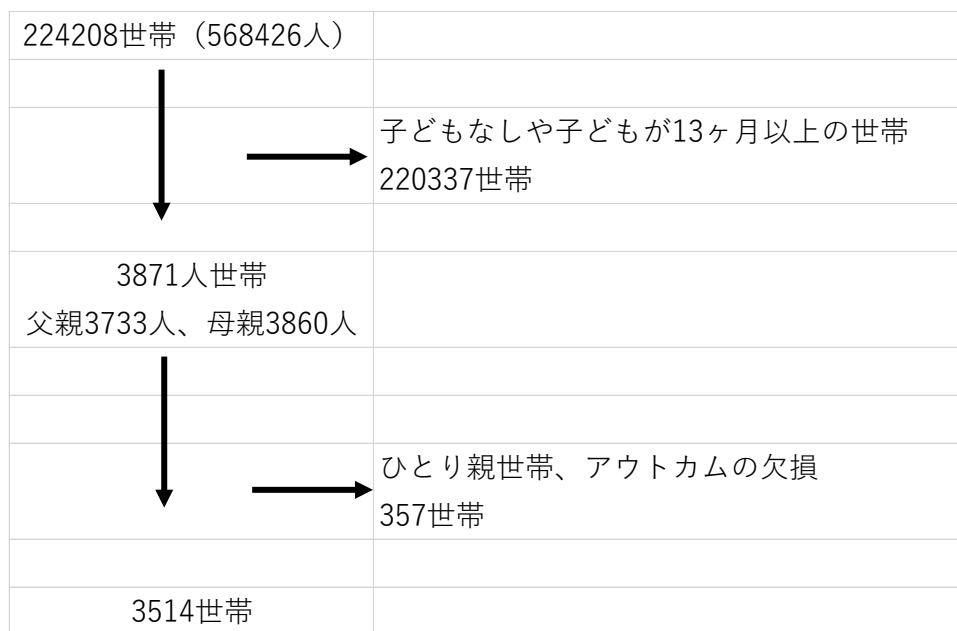 224208世帯（568426人）
子どもなしや子どもが13ヶ月以上の世帯
220337世帯
3871人世帯
父親3733人、母親3860人
ひとり親世帯、アウトカムの欠損
357世帯
3514世帯